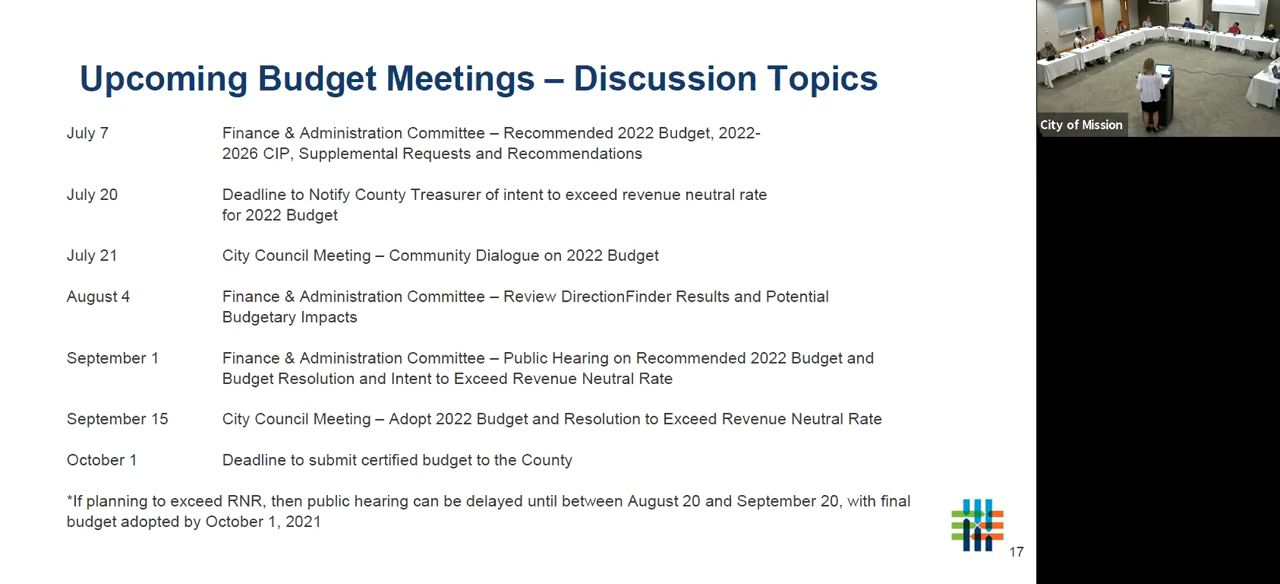 Upcoming Budget Meetings – Discussion Topics
July 7 Finance & Administration Committee – Recommended 2022 Budget, 2022-
2026 CIP, Supplemental Requests and Recommendations
July 20 Deadline to Notify County Treasurer of intent to exceed revenue neutral rate
for 2022 Budget
July 21 City Council Meeting – Community Dialogue on 2022 Budget
August 4 Finance & Administration Committee – Review DirectionFinder Results and Potential
Budgetary Impacts
September 1 Finance & Administration Committee – Public Hearing on Recommended 2022 Budget and
Budget Resolution and Intent to Exceed Revenue Neutral Rate
September 15 City Council Meeting – Adopt 2022 Budget and Resolution to Exceed Revenue Neutral Rate
October 1 Deadline to submit certified budget to the County
*If planning to exceed RNR, then public hearing can be delayed until between August 20 and September 20, with final
budget adopted by October 1, 2021
17
City of Mission